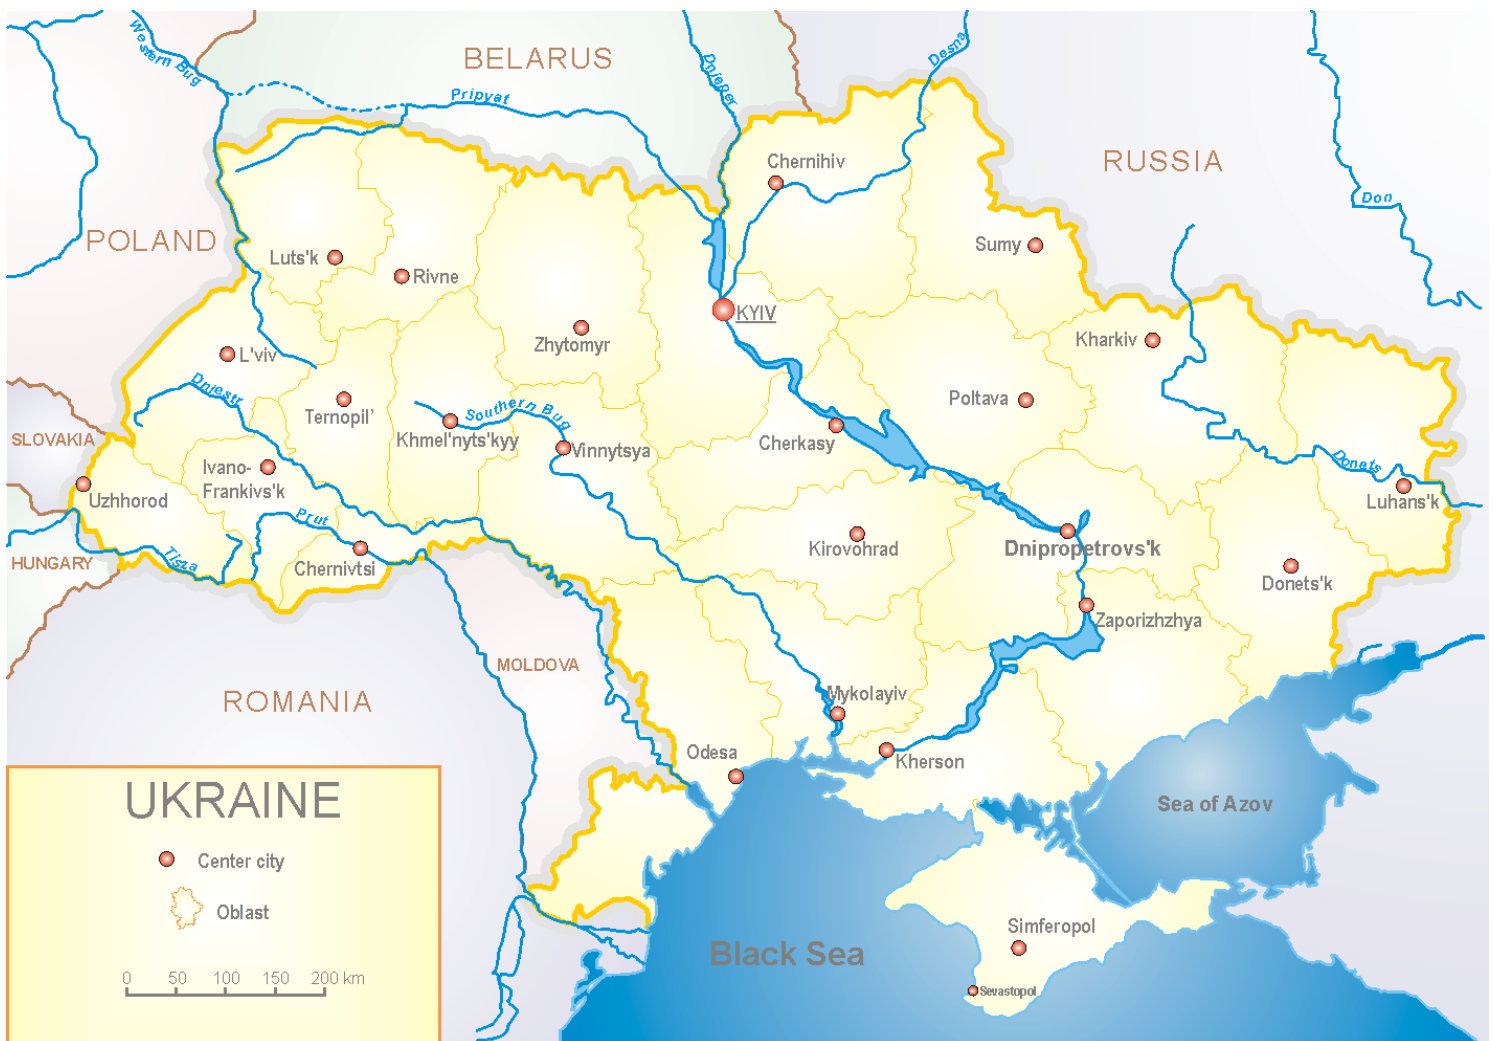 BELARUS
Western Bug
Pripyat
Dnieper
Desna
Chernihiv
RUSSIA
Don
POLAND
Luts'k
Rivne
Sumy
KYIV
Zhytomyr
Kharkiv
L'viv
Dniestr
Ternopil'
Southern Bug
Khmel'nyts'kyy
Vinnytsya
Cherkasy
Poltava
SLOVAKIA
Ivano-
Frankivs'k
Uzhhorod
Donets
Luhans'k
Prut
Tisza
HUNGARY
Chernivtsi
Kirovohrad
Dnipropetrovs'k
Donets'k
Zaporizhzhya
MOLDOVA
ROMANIA
Mykolayiv
Odesa
Kherson
Sea of Azov
UKRAINE
Center city
Oblast
0 50 100 150 200 km
Black Sea
Simferopol
Sevastopol